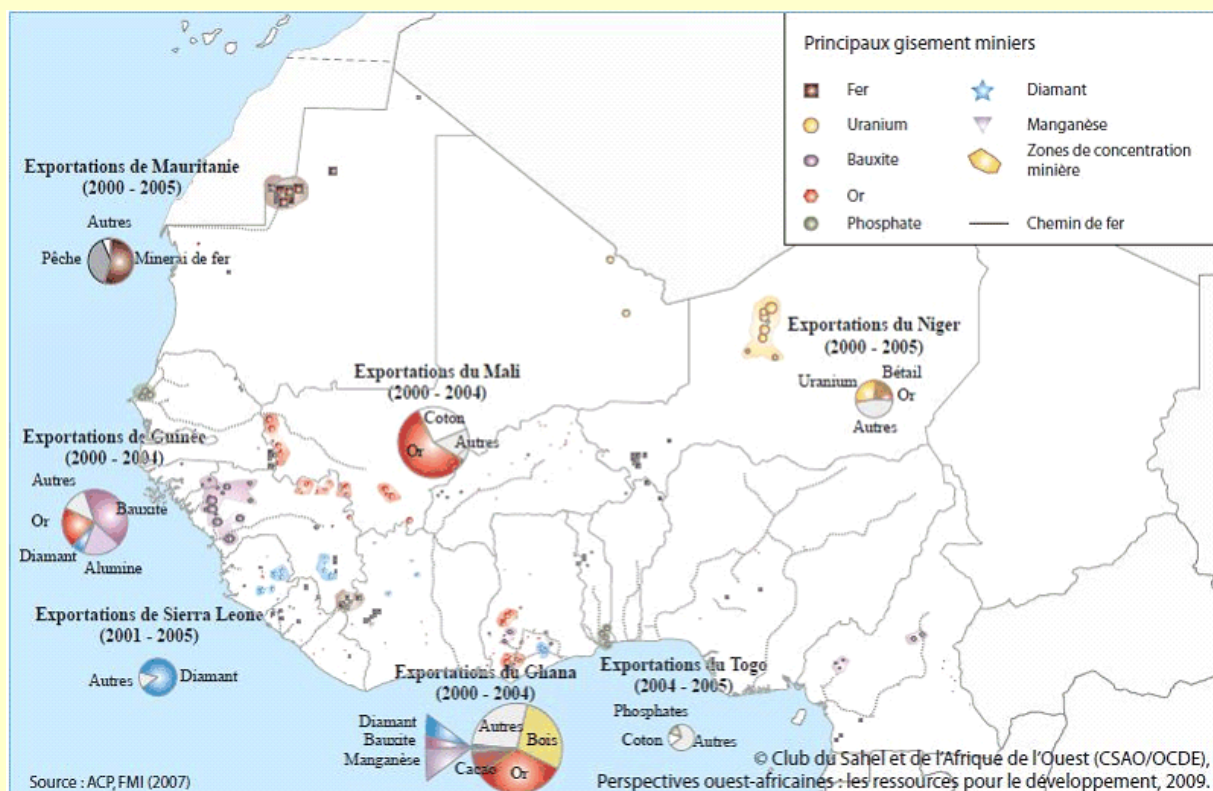 Principaux gisement miniers
Fer
Diamant
Uranium
Manganèse
Bauxite
Zones de concentration
minière
Or
Phosphate
Chemin de fer
Exportations de Mauritanie
(2000 - 2005)
Autres
Pêche
Minerai de fer
Exportations du Niger
(2000 - 2005)
Uranium
Bétail
Or
Autres
Exportations du Mali
(2000 - 2004)
Coton
Autres
Or
Exportations de Guinée
(2000 - 2004)
Autres
Bauxite
Or
Diamant
Alumine
Exportations de Sierra Leone
(2001 - 2005)
Autres
Diamant
Exportations du Ghana
(2000 - 2004)
Diamant
Bauxite
Manganèse
Autres
Bois
Cacao
Or
Exportations du Togo
(2004 - 2005)
Phosphates
Coton
Autres
Source : ACP, FMI (2007)
© Club du Sahel et de l'Afrique de l'Ouest (CSAO/OCDE),
Perspectives ouest-africaines : les ressources pour le développement, 2009.